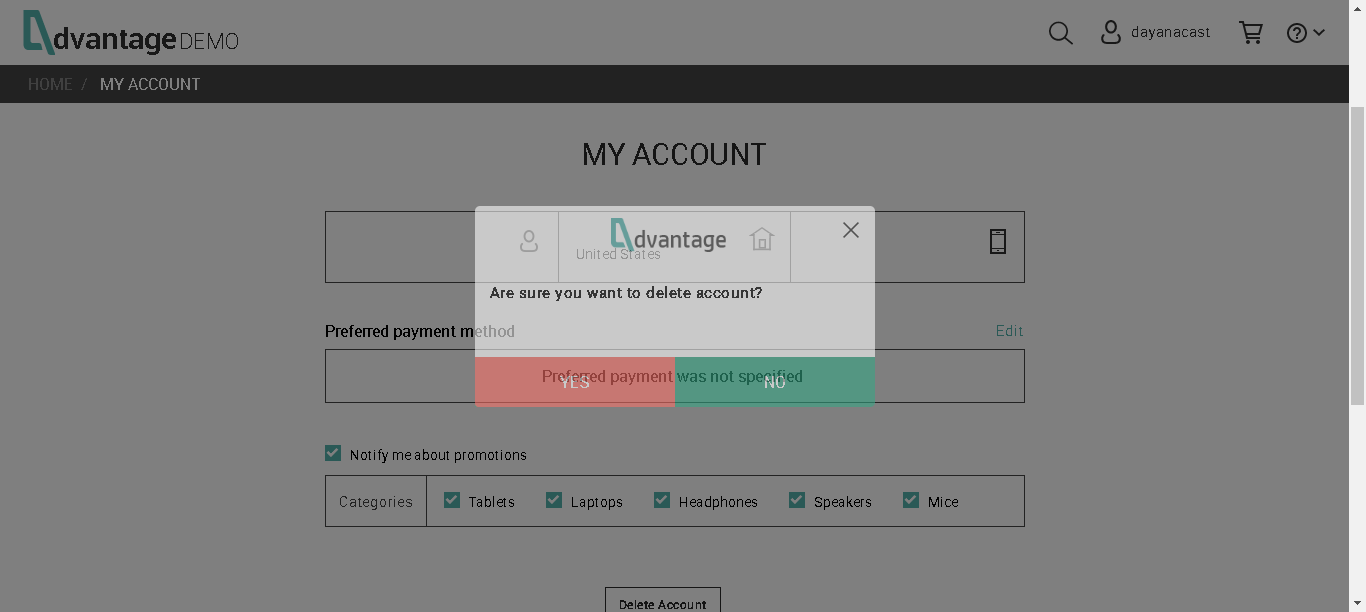 dvantage DEMO
dayanacast
HOME / MY ACCOUNT
MY ACCOUNT
dvantage
United States
Are sure you want to delete account?
Preferred payment method
Edit
Preferred payment was not specified
YES
NO
Notify me about promotions
Categories
Tablets
Laptops
Headphones
Speakers
Mice
Delete Account